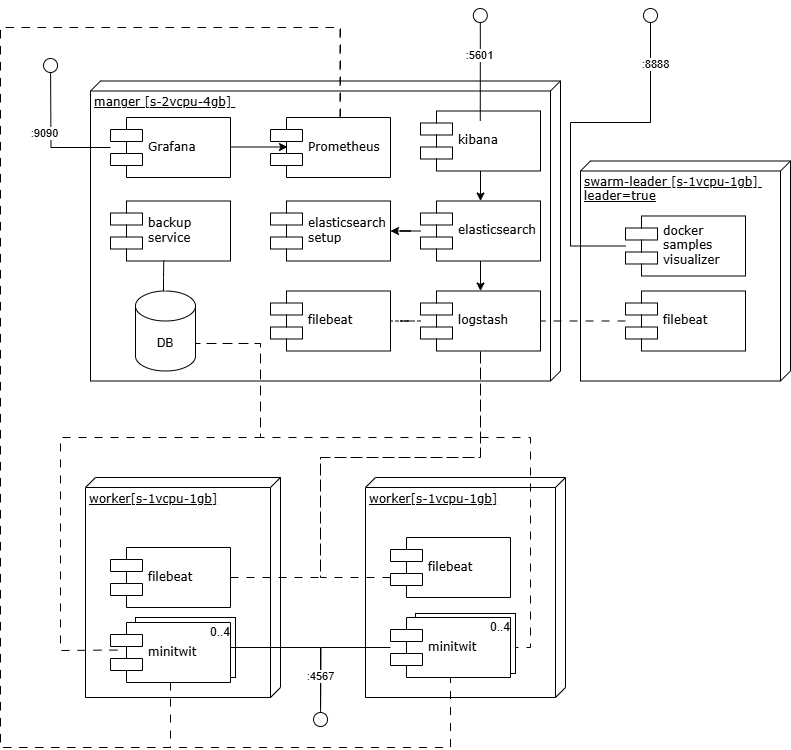 :5601
:8888
:9090
manger [s-2vcpu-4gb]
Grafana
Prometheus
kibana
backup
service
elasticsearch
setup
elasticsearch
DB
filebeat
logstash
swarm-leader [s-1vcpu-1gb]
leader=true
docker
samples
visualizer
filebeat
worker[s-1vcpu-1gb]
filebeat
0..4
minitwit
worker[s-1vcpu-1gb]
filebeat
0..4
minitwit
:4567